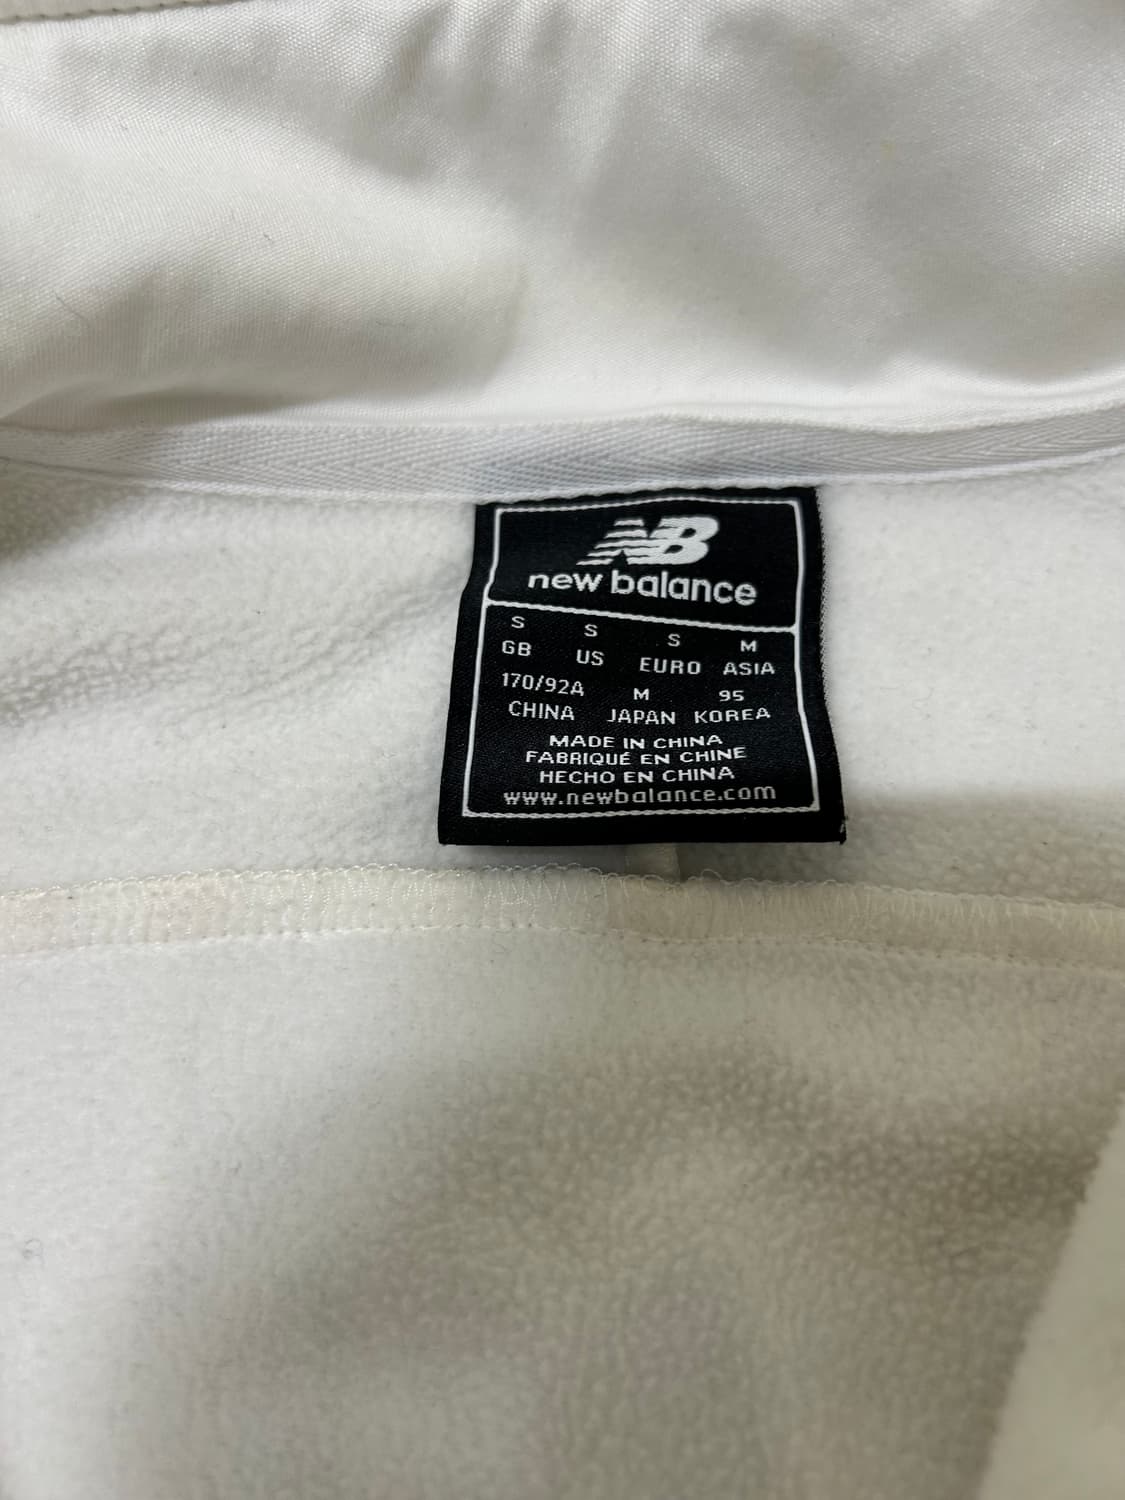 NB
new balance
S S S M
GB US EURO ASIA
170/92A M 95
CHINA JAPAN KOREA
MADE IN CHINA
FABRIQUÉ EN CHINE
HECHO EN CHINA
www.newbalance.com